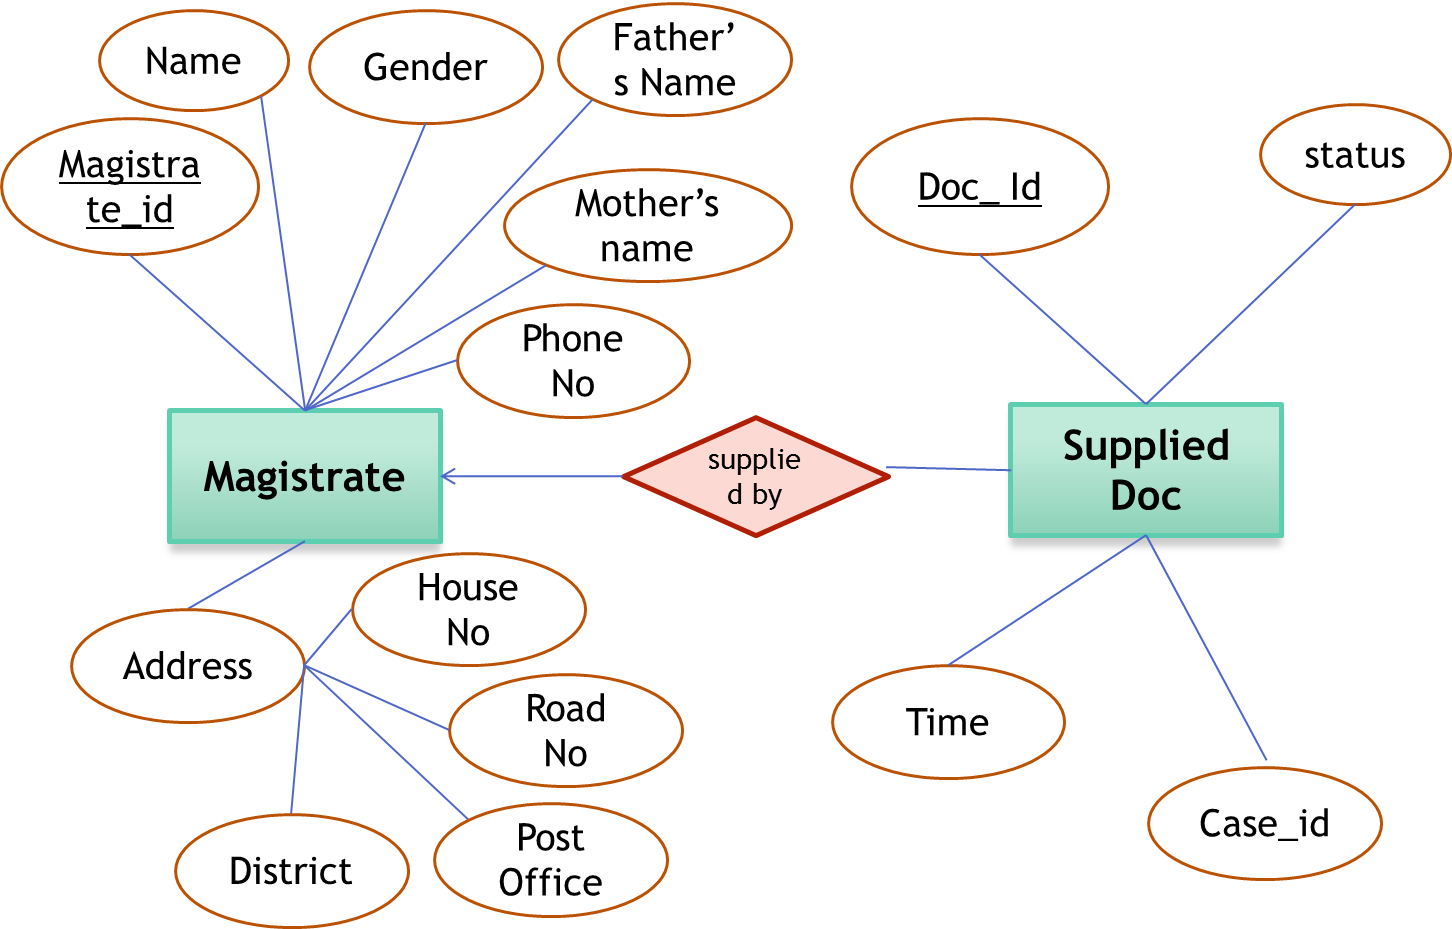 Name
Gender
Father’
s Name
Magistra
te_id
Mother’s
name
Phone
No
Doc_ Id
status
Magistrate
supplie
d by
Supplied
Doc
Address
House
No
Road
No
Post
Office
District
Time
Case_id